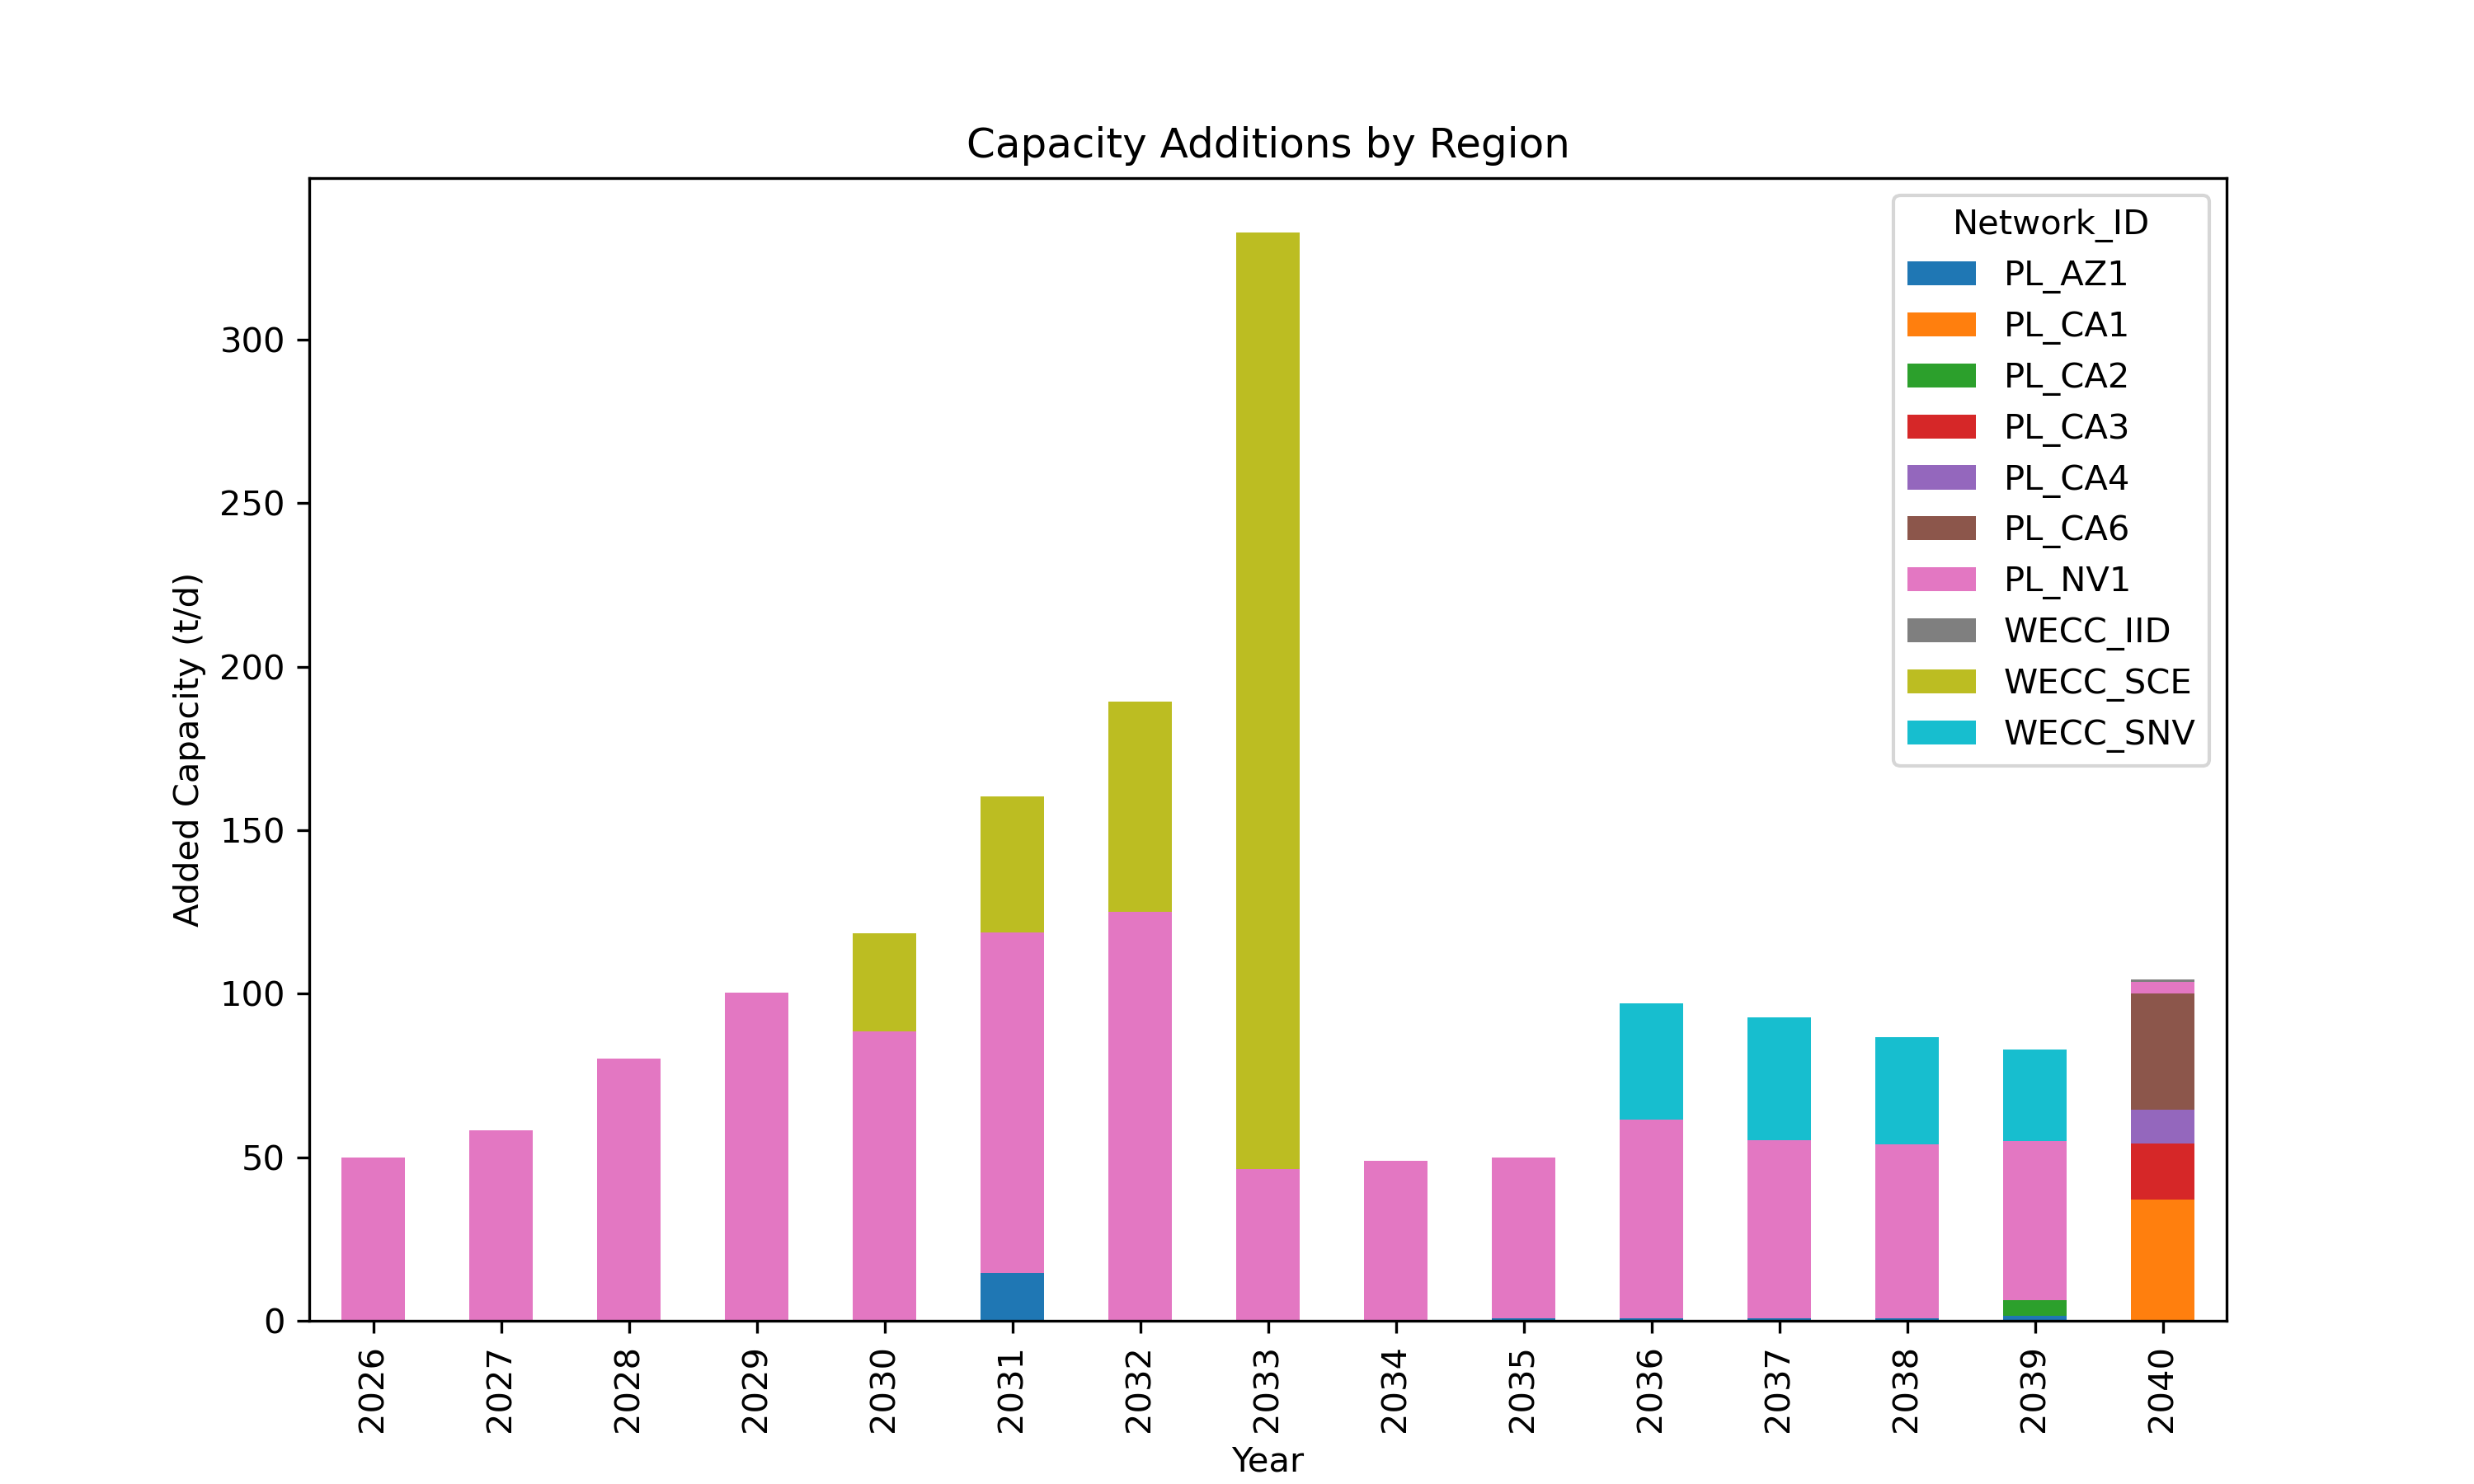 Capacity Additions by Region
Network_ID
PL_AZ1
PL_CA1
PL_CA2
PL_CA3
PL_CA4
PL_CA6
PL_NV1
WECC_IID
WECC_SCE
WECC_SNV
Added Capacity (t/d)
300
250
200
150
100
50
0
2026
2027
2028
2029
2030
2031
2032
2033
2034
2035
2036
2037
2038
2039
2040
Year